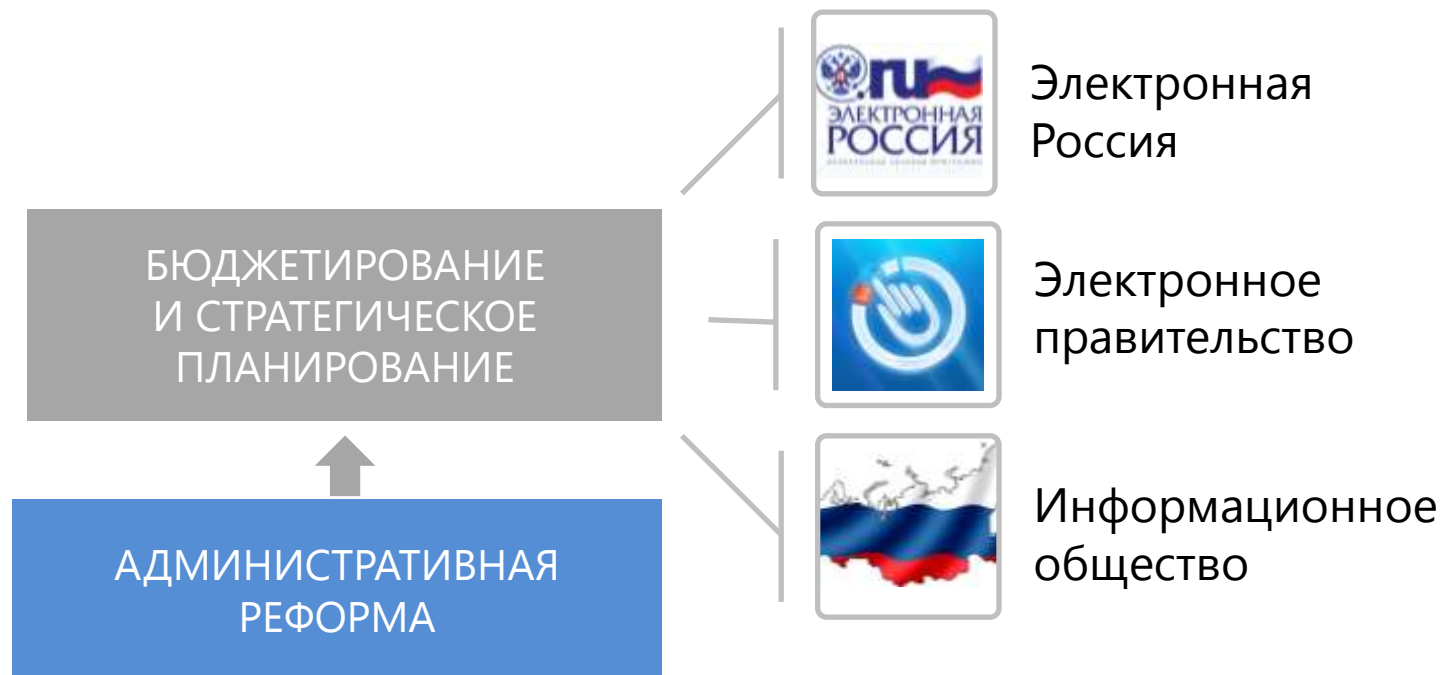 .ru
ЭЛЕКТРОННАЯ
РОССИЯ
Электронная
Россия
БЮДЖЕТИРОВАНИЕ
И СТРАТЕГИЧЕСКОЕ
ПЛАНИРОВАНИЕ
Электронное
правительство
АДМИНИСТРАТИВНАЯ
РЕФОРМА
Информационное
общество